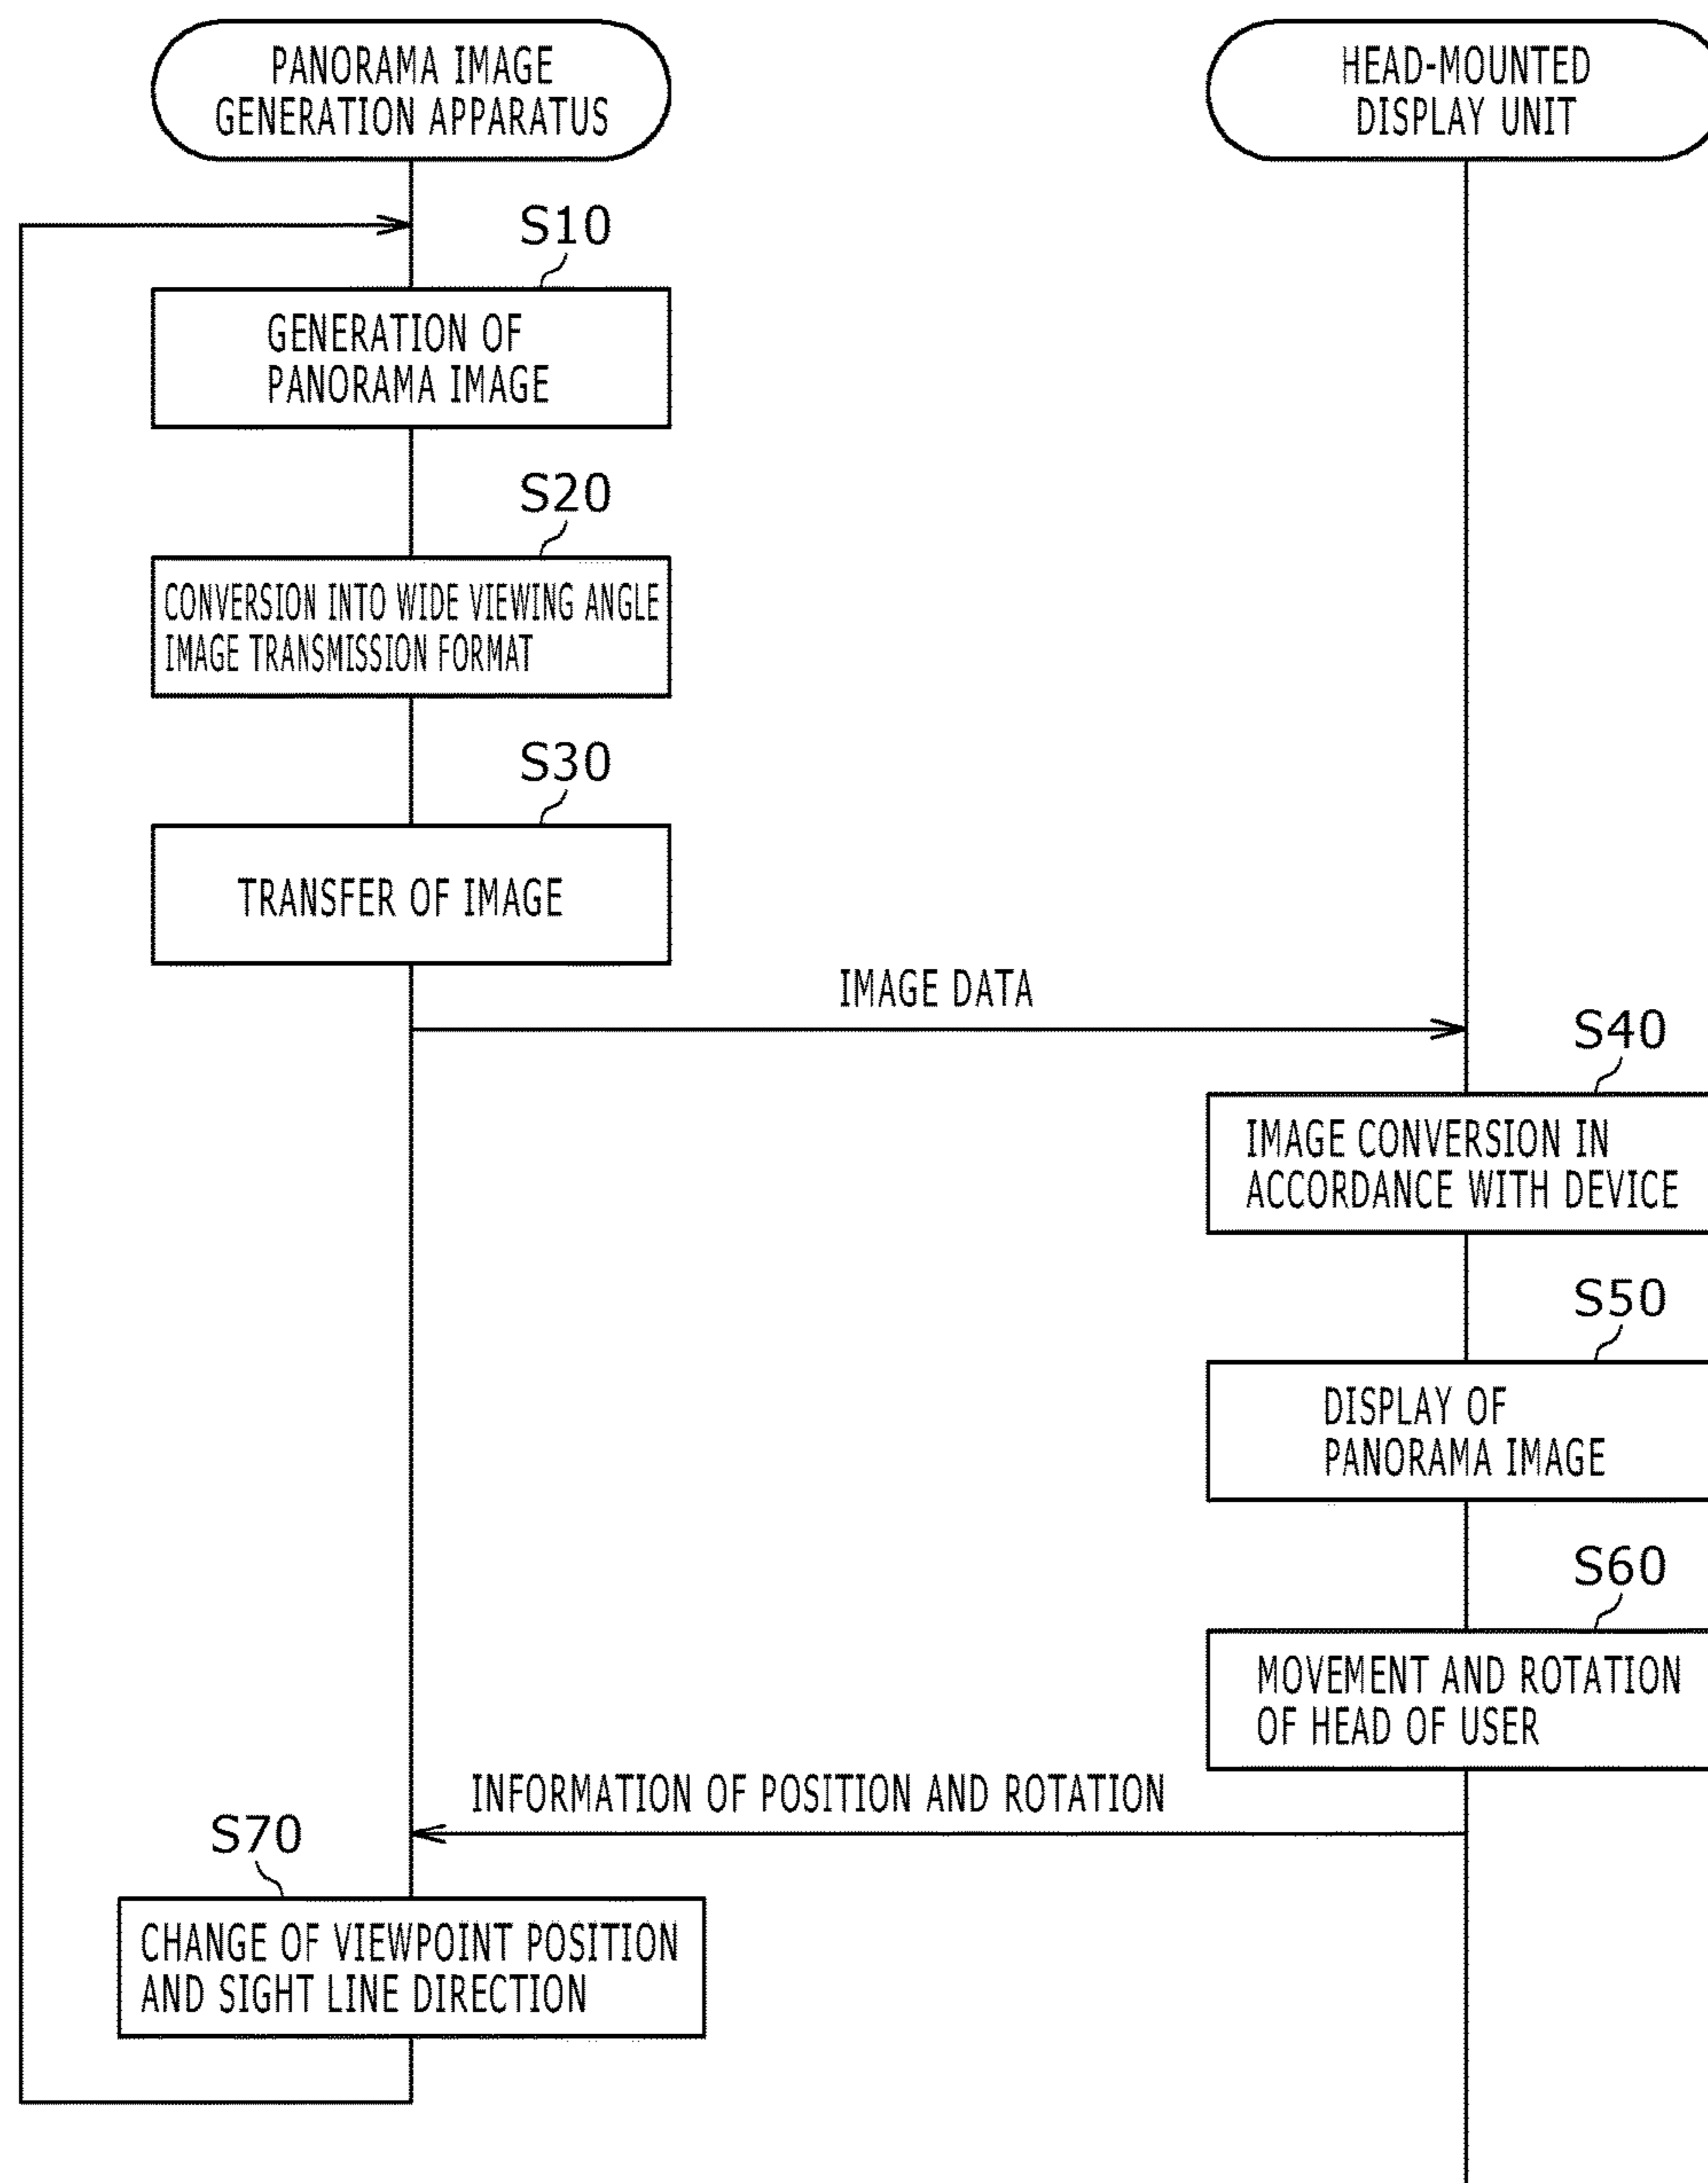 PANORAMA IMAGE
GENERATION APPARATUS
HEAD-MOUNTED
DISPLAY UNIT
S10
GENERATION OF
PANORAMA IMAGE
S20
CONVERSION INTO WIDE VIEWING ANGLE
IMAGE TRANSMISSION FORMAT
S30
TRANSFER OF IMAGE
IMAGE DATA
S40
IMAGE CONVERSION IN
ACCORDANCE WITH DEVICE
S50
DISPLAY OF
PANORAMA IMAGE
S60
MOVEMENT AND ROTATION
OF HEAD OF USER
INFORMATION OF POSITION AND ROTATION
S70
CHANGE OF VIEWPOINT POSITION
AND SIGHT LINE DIRECTION